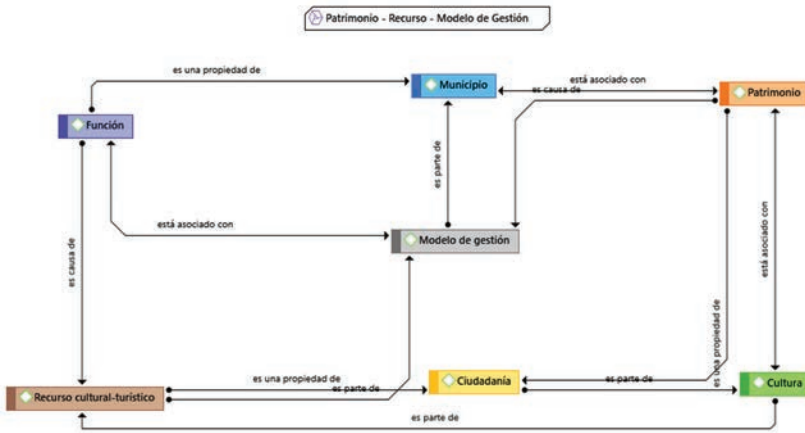 Patrimonio - Recurso - Modelo de Gestión
es una propiedad de
Municipio
está asociado con
es causa de
Patrimonio
Función
es parte de
está asociado con
está asociado con
Modelo de gestión
es causa de
es una propiedad de
es una propiedad de
es parte de
Ciudadanía
es parte de
Cultura
Recurso cultural-turístico
es parte de